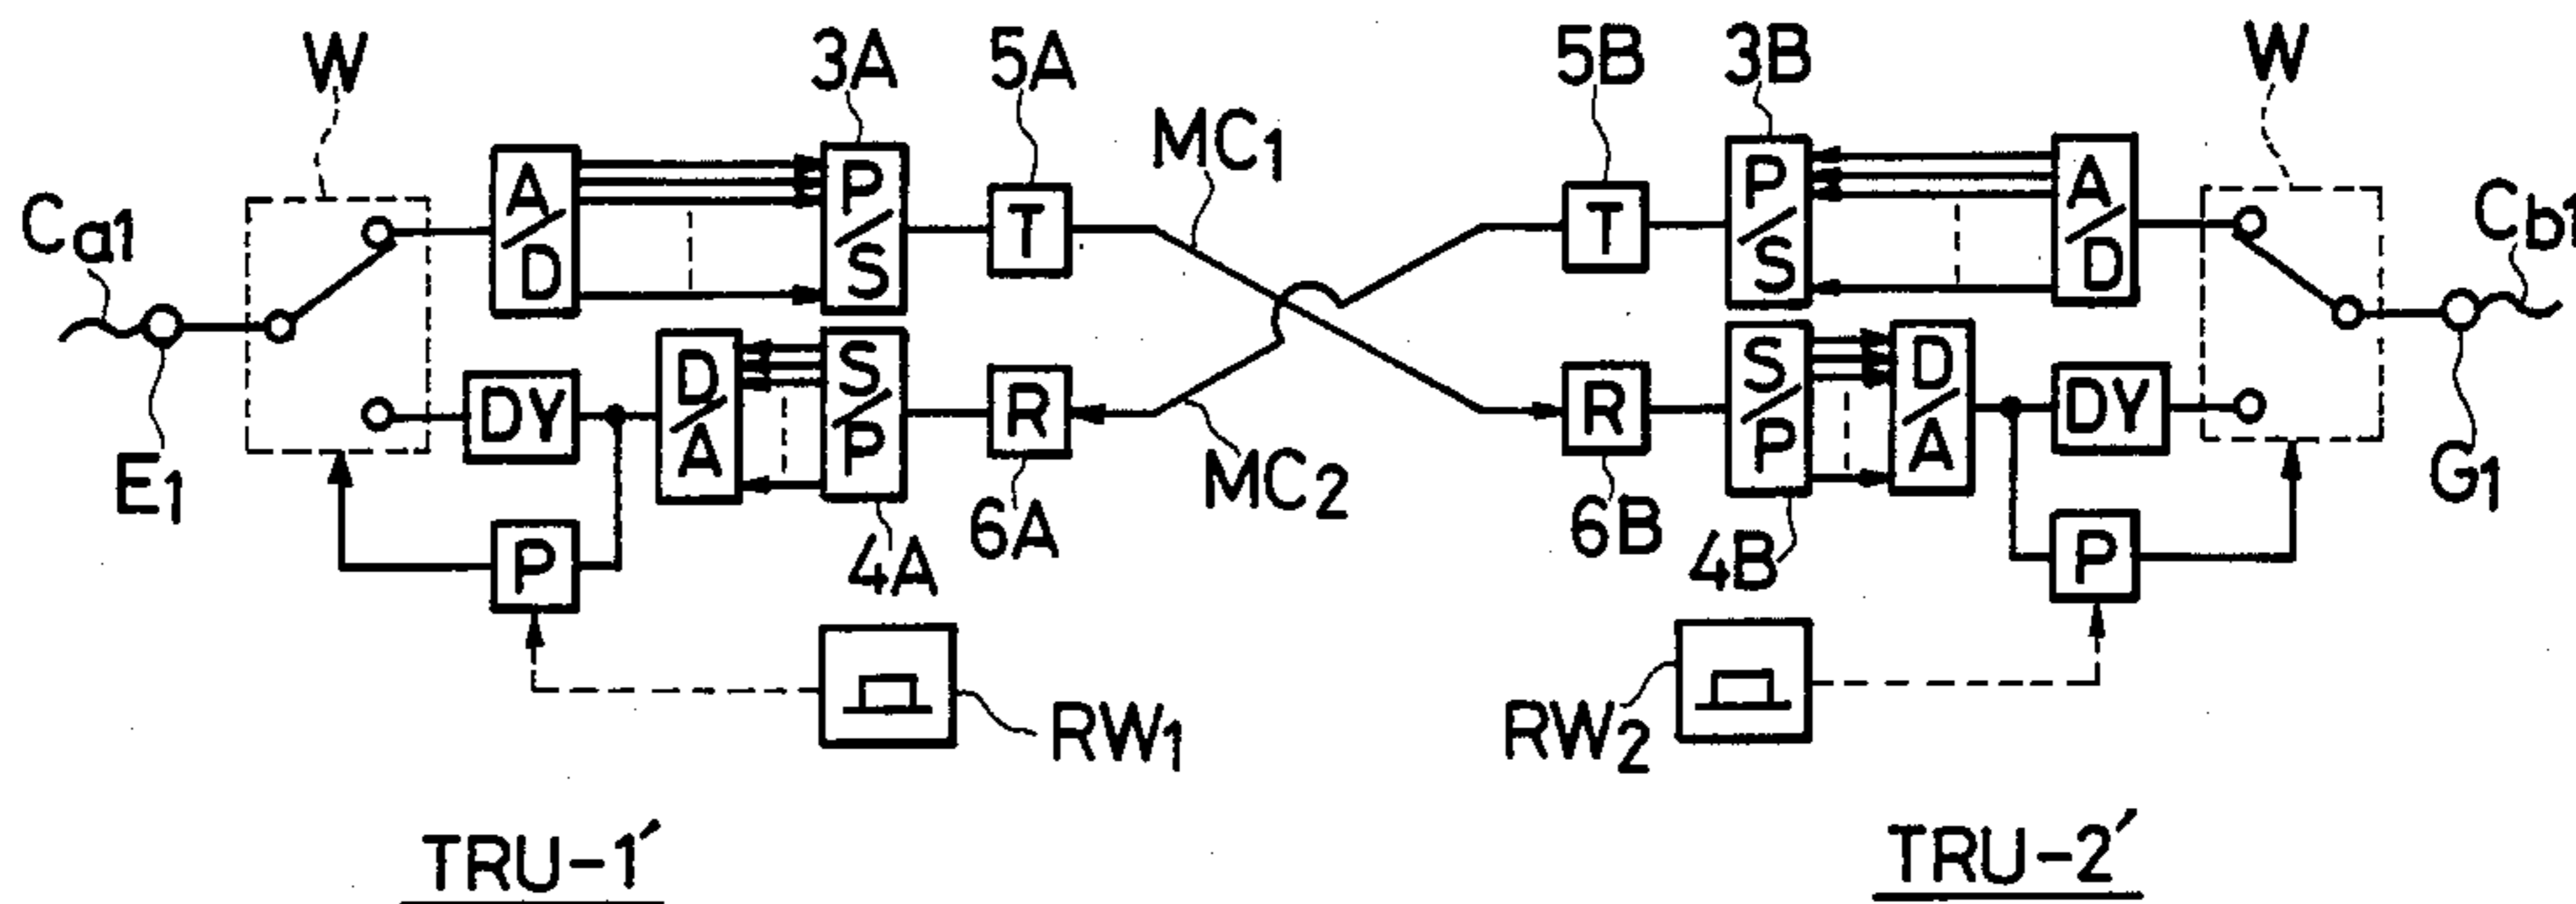 W 3A 5A 5B 3B W
MC1
Ca1 A/D P/S T T P/S A/D Cb1
E1 DY D/A S/P R R S/P D/A DY G1
MC2
P 4A 6A 6B 4B P
RW1 RW2
TRU-1′ TRU-2′